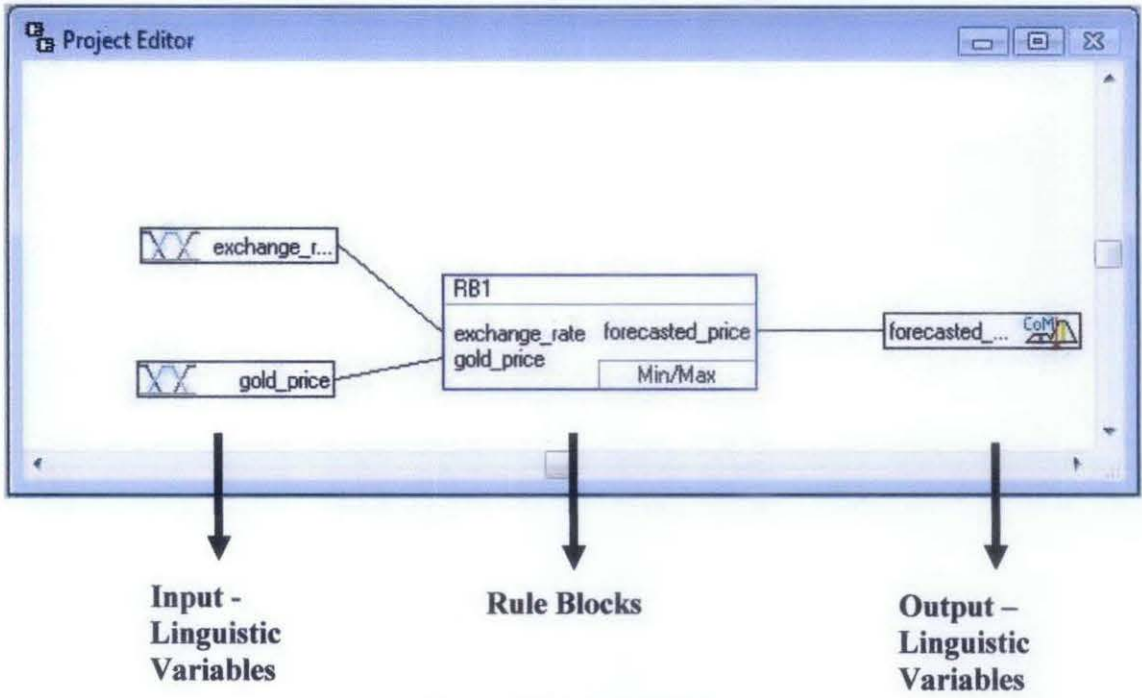 Project Editor
exchange_r...
RB1
exchange_rate forecasted_price
gold_price
Min/Max
gold_price
forecasted_... CoM
Input -
Linguistic
Variables
Rule Blocks
Output –
Linguistic
Variables